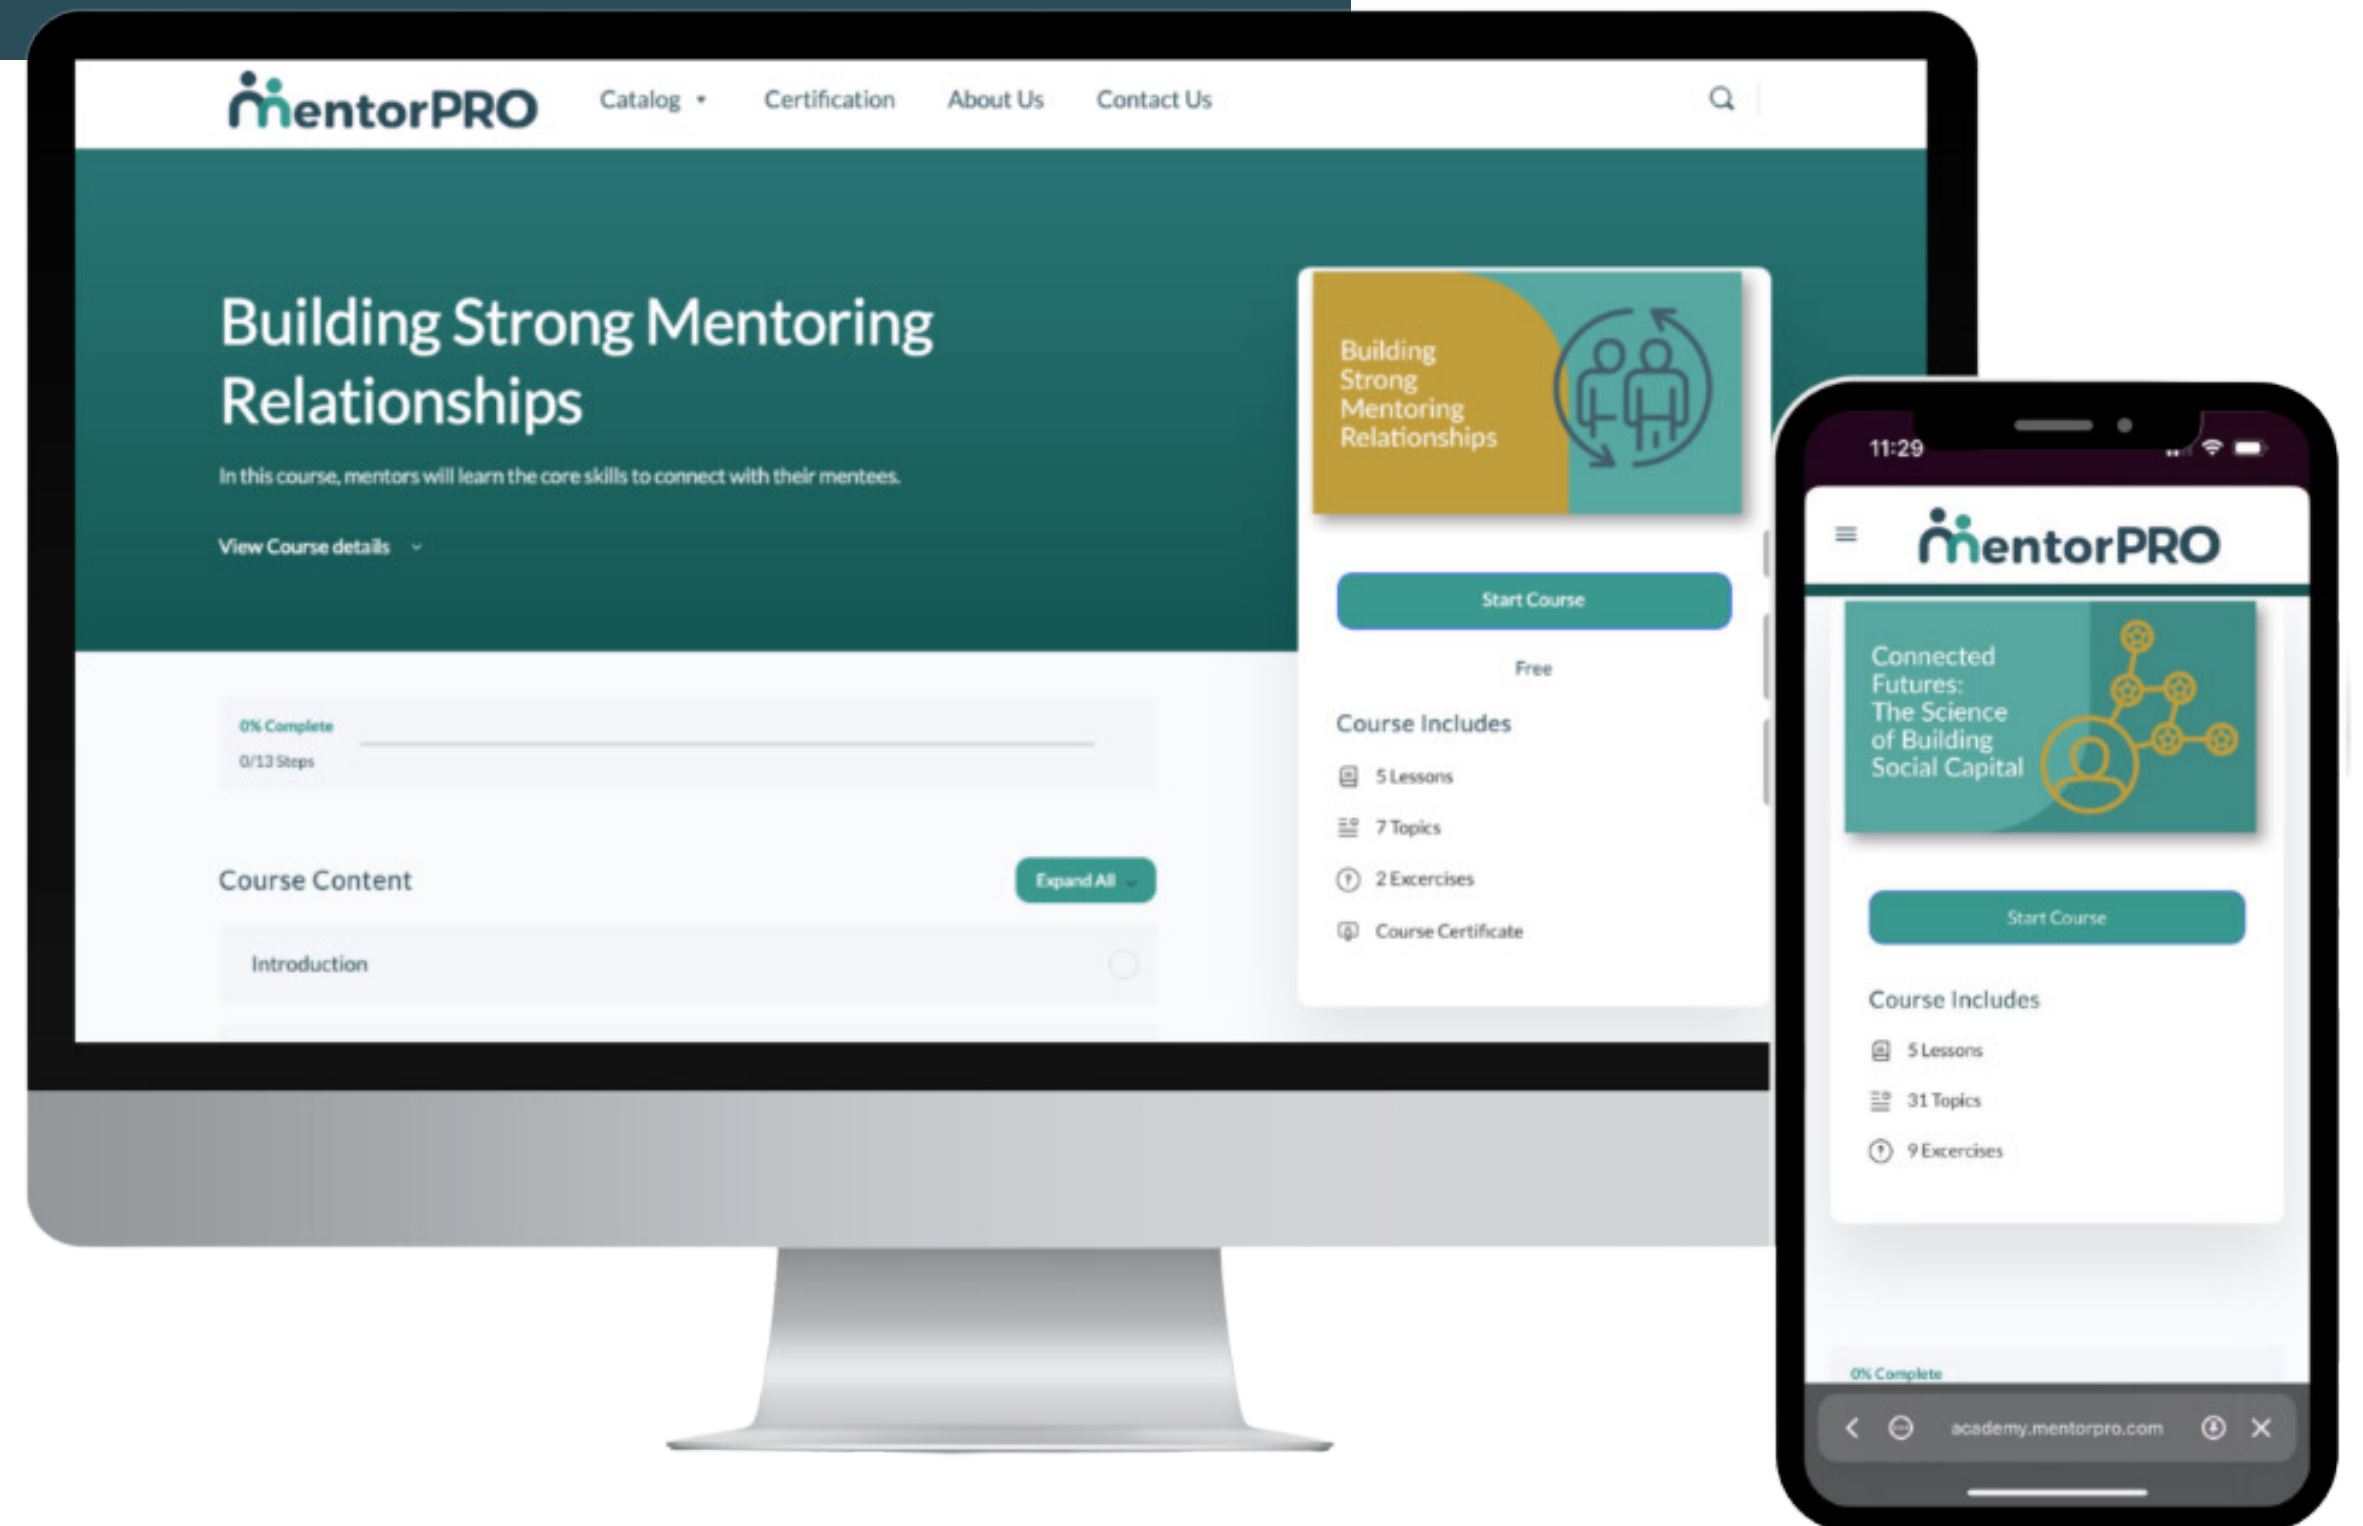 mentorPRO
Catalog
Certification
About Us
Contact Us
Building Strong Mentoring
Relationships
In this course, mentors will learn the core skills to connect with their mentees.
View Course details
0% Complete
0/13 Steps
Course Content
Expand All
Introduction
Building
Strong
Mentoring
Relationships
Start Course
Free
Course Includes
5 Lessons
7 Topics
2 Excercises
Course Certificate
11:29
mentorPRO
Connected
Futures:
The Science
of Building
Social Capital
Start Course
Course Includes
5 Lessons
31 Topics
9 Excercises
0% Complete
academy.mentorpro.com